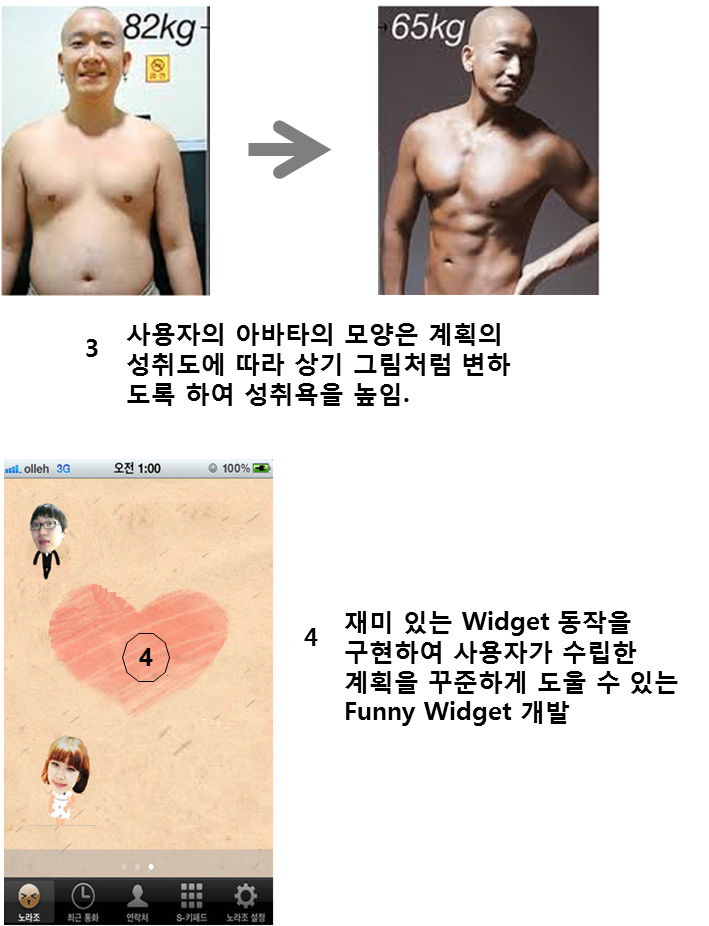 82kg
65kg
3
사용자의 아바타의 모양은 계획의
성취도에 따라 상기 그림처럼 변하
도록 하여 성취욕을 높임.
olleh 3G 오전 1:00 100%
4
4
재미 있는 Widget 동작을
구현하여 사용자가 수립한
계획을 꾸준하게 도울 수 있는
Funny Widget 개발
노라조 최근 통화 연락처 S-키패드 노라조 설정